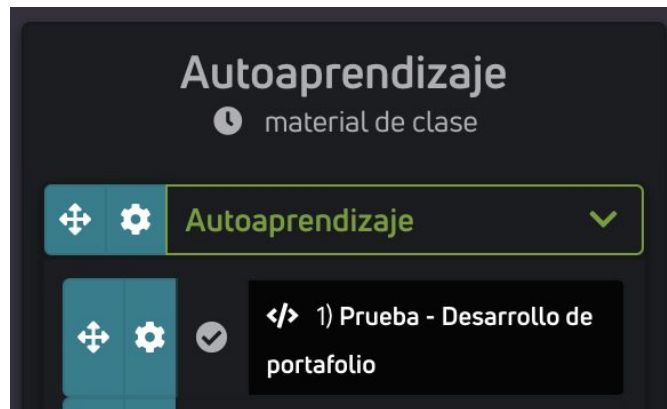 Autoaprendizaje
material de clase
Autoaprendizaje
</> 1) Prueba - Desarrollo de
portafolio